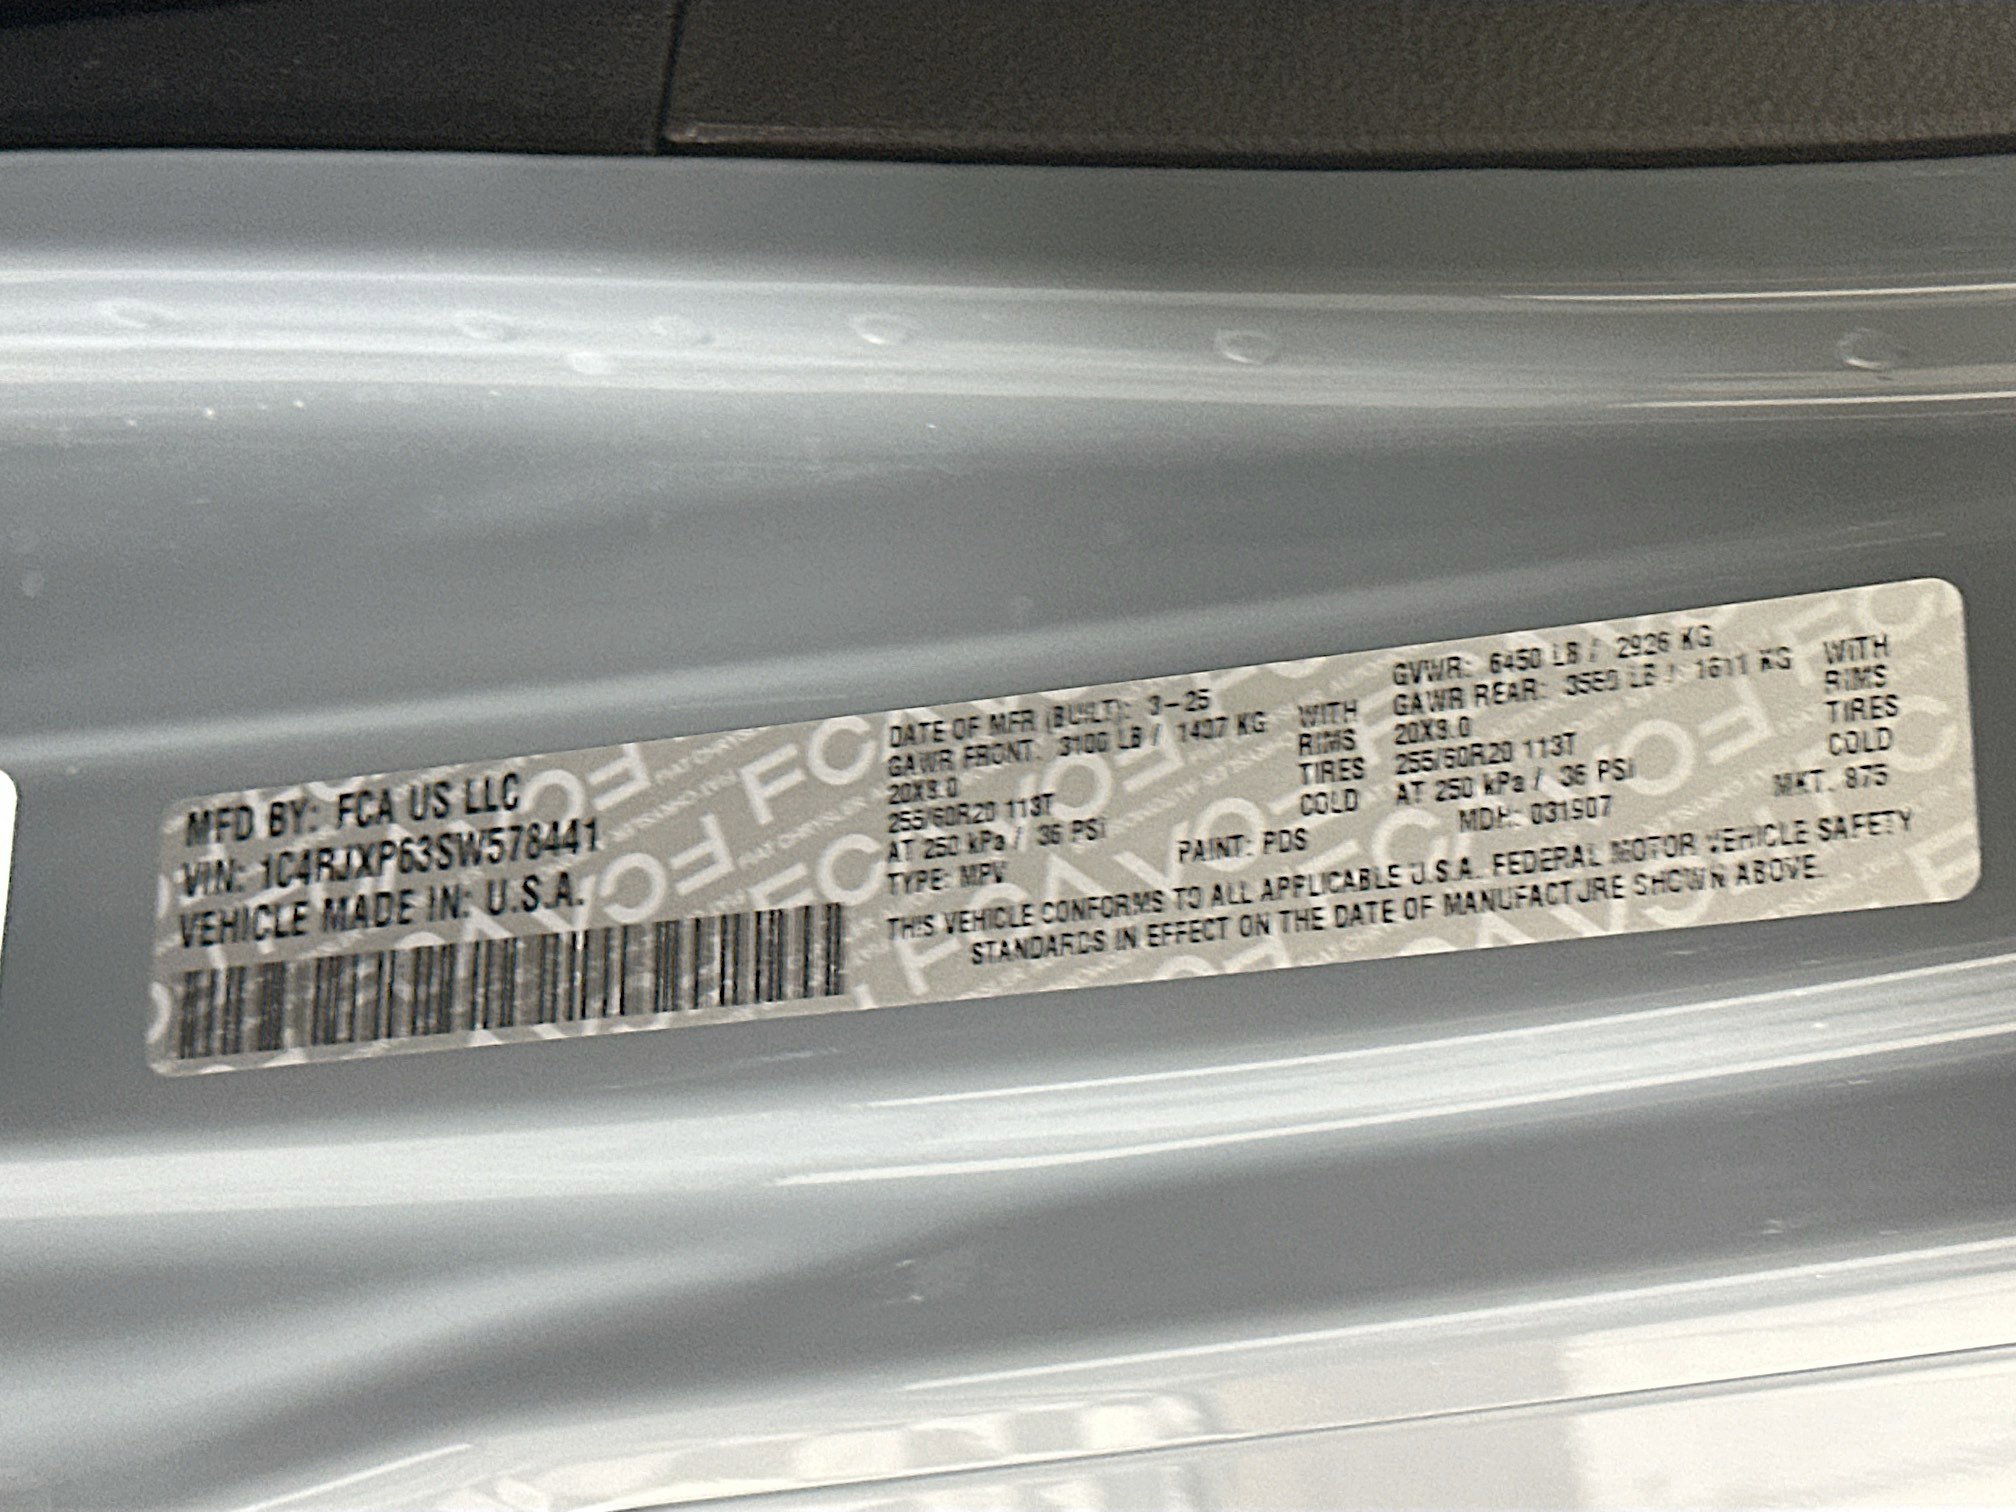 MFD BY: FCA US LLC
VIN: 1C4RJXP63SW578441
VEHICLE MADE IN: U.S.A.
DATE OF MFR (BUILT): 3-25
GAWR FRONT: 3100 LB / 1407 KG WITH
20X8.0 RIMS
255/60R20 113T TIRES
AT 250 kPa / 36 PSI COLD
TYPE: MPV PAINT: PDS
GVWR: 6450 LB / 2926 KG
GAWR REAR: 3550 LB / 1611 KG WITH
20X8.0 RIMS
255/60R20 113T TIRES
AT 250 kPa / 36 PSI COLD
MDH: 031907 MKT: 875
THIS VEHICLE CONFORMS TO ALL APPLICABLE U.S.A. FEDERAL MOTOR VEHICLE SAFETY
STANDARDS IN EFFECT ON THE DATE OF MANUFACTURE SHOWN ABOVE.